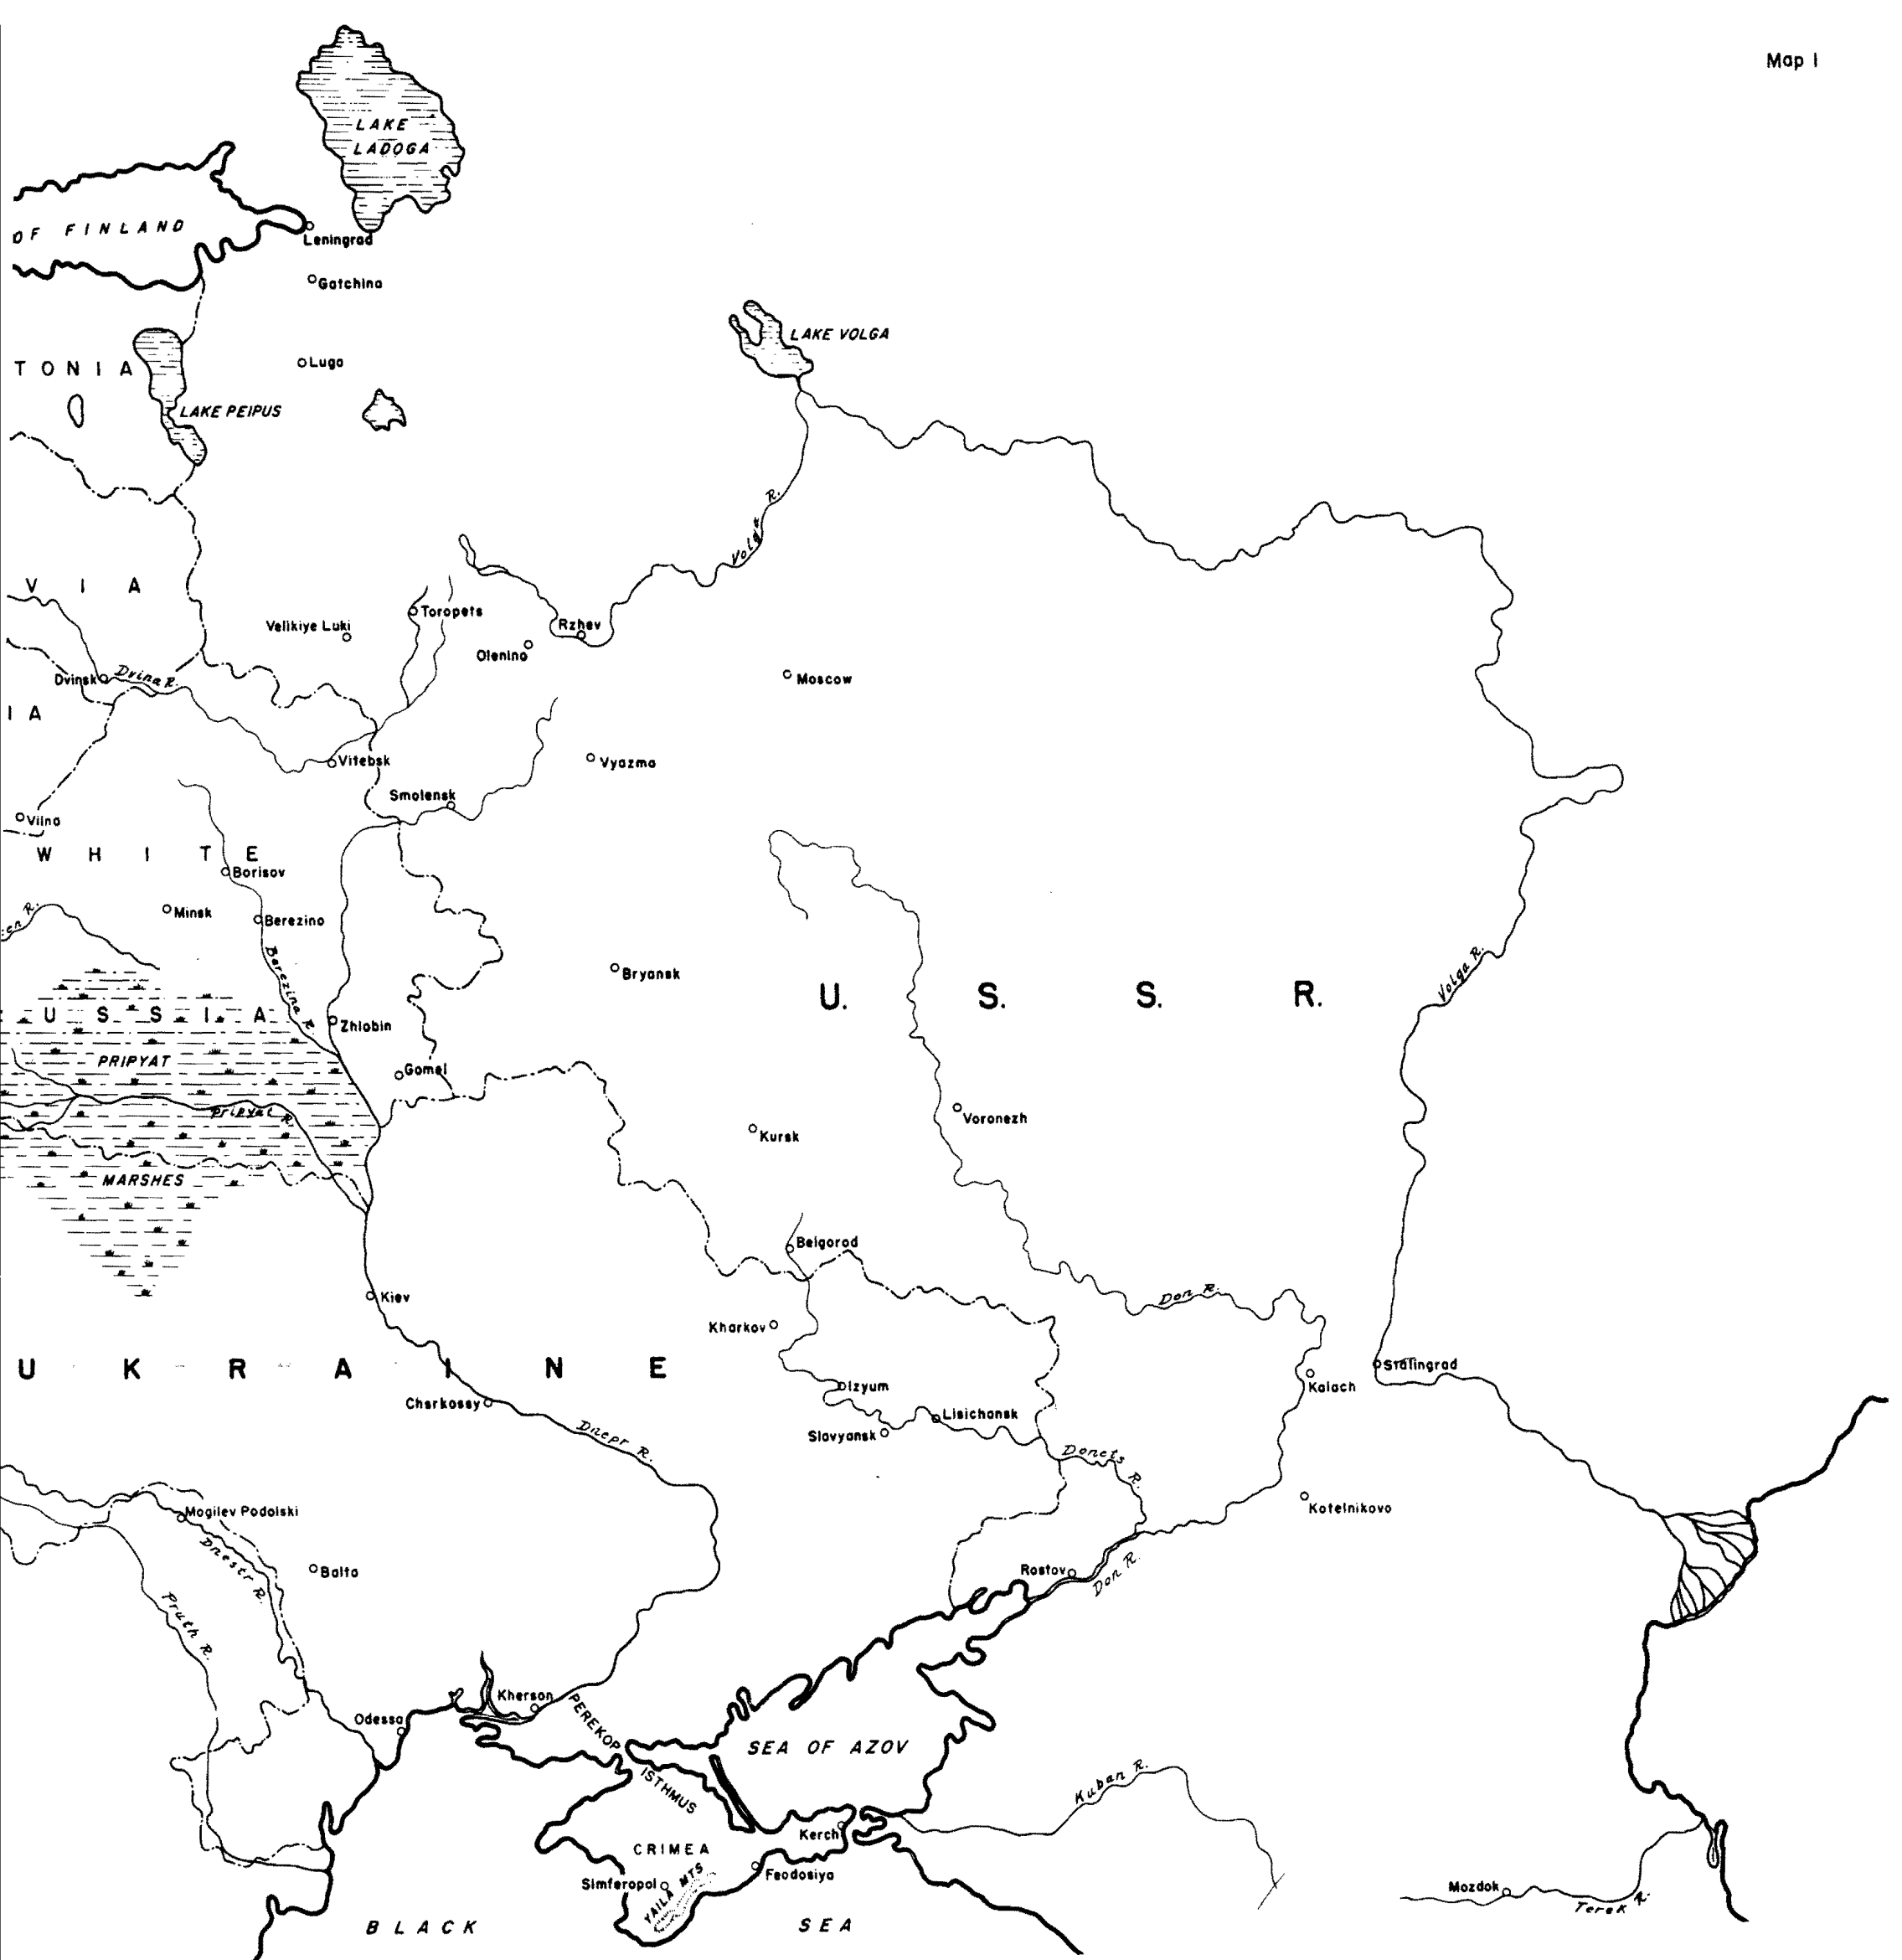 Map 1
LAKE
LADOGA
OF FINLAND
Leningrad
Gatchina
LAKE VOLGA
TONIA
Luga
LAKE PEIPUS
Volga R.
VIA
Toropets
Velikiye Luki
Rzhev
Olenino
Dvinsk
Dvina R.
Moscow
IA
Vitebsk
Vyazma
Smolensk
Vilna
WHITE
Borisov
Minsk
Berezino
Berezina R.
Bryansk
Volga R.
U. S. S. R.
USSIA
Zhlobin
PRIPYAT
Gomel
Pripyat R.
Voronezh
Kursk
MARSHES
Belgorod
Kiev
Don R.
Kharkov
UKRAINE
Stalingrad
Kalach
Izyum
Cherkassy
Lisichansk
Slavyansk
Dnepr R.
Donets R.
Mogilev Podolski
Kotelnikovo
Dnestr R.
Balta
Rostov
Don R.
Pruth R.
Kherson
PEREKOP
ISTHMUS
Odessa
SEA OF AZOV
Kuban R.
Kerch
CRIMEA
Feodosiya
Simferopol
YAILA MTS
Mozdok
Terek R.
BLACK SEA